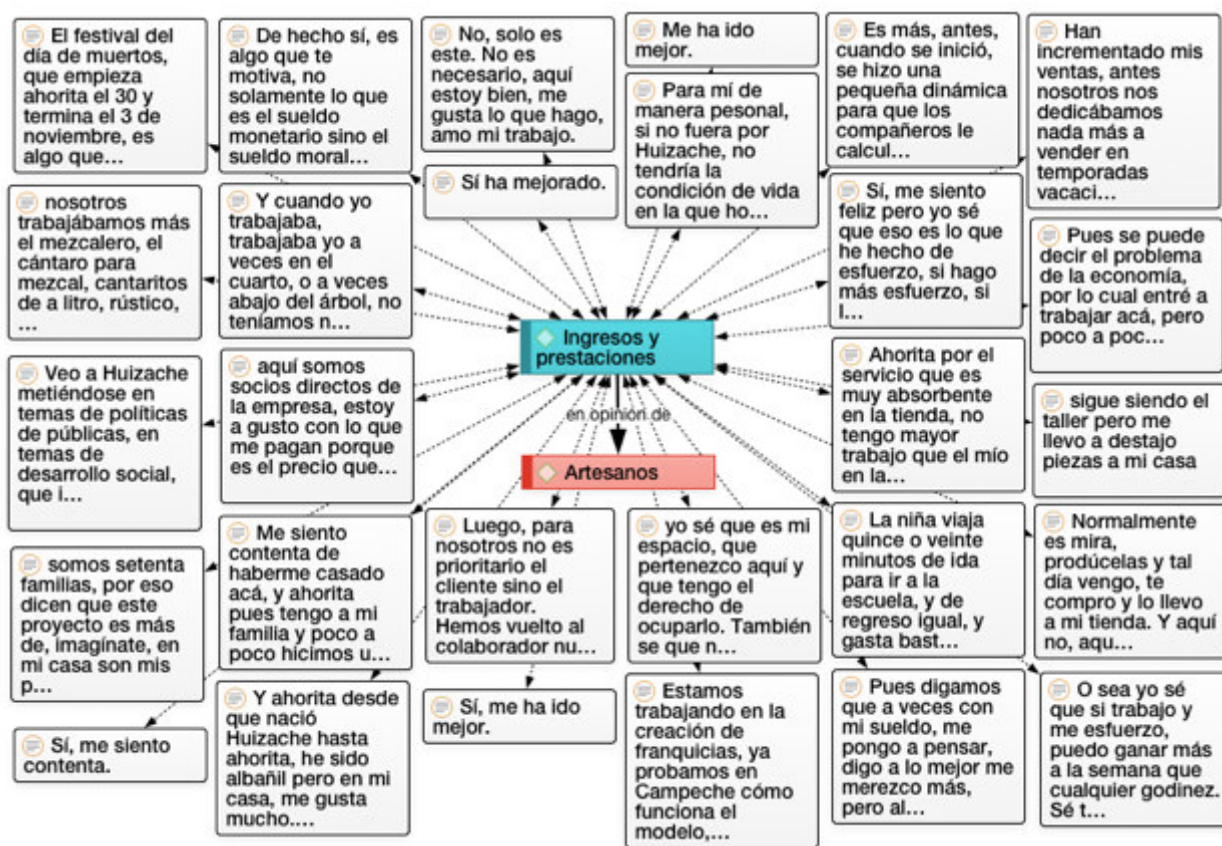 El festival del
día de muertos,
que empieza
ahorita el 30 y
termina el 3 de
noviembre, es
algo que…
De hecho sí, es
algo que te
motiva, no
solamente lo que
es el sueldo
monetario sino el
sueldo moral…
No, solo es
este. No es
necesario, aquí
estoy bien, me
gusta lo que hago,
amo mi trabajo.
Me ha ido
mejor.
Es más, antes,
cuando se inició,
se hizo una
pequeña dinámica
para que los
compañeros le
calcul…
Han
incrementado mis
ventas, antes
nosotros nos
dedicábamos
nada más a
vender en
temporadas
vacaci…
Para mí de
manera pesonal,
si no fuera por
Huizache, no
tendría la
condición de vida
en la que ho…
Sí ha mejorado.
nosotros
trabajábamos más
el mezcalero, el
cántaro para
mezcal, cantaritos
de a litro, rústico,
…
Y cuando yo
trabajaba,
trabajaba yo a
veces en el
cuarto, o a veces
abajo del árbol, no
teníamos n…
Sí, me siento
feliz pero yo sé
que eso es lo que
he hecho de
esfuerzo, si hago
más esfuerzo, si
l…
Pues se puede
decir el problema
de la economía,
por lo cual entré a
trabajar acá, pero
poco a poc…
Ingresos y
prestaciones
en opinión de
Artesanos
Veo a Huizache
metiéndose en
temas de políticas
de públicas, en
temas de
desarrollo social,
que i…
aquí somos
socios directos de
la empresa, estoy
a gusto con lo que
me pagan porque
es el precio que…
Ahorita por el
servicio que es
muy absorbente
en la tienda, no
tengo mayor
trabajo que el mío
en la…
sigue siendo el
taller pero me
llevo a destajo
piezas a mi casa
somos setenta
familias, por eso
dicen que este
proyecto es más
de, imagínate, en
mi casa son mis
p…
Me siento
contenta de
haberme casado
acá, y ahorita
pues tengo a mi
familia y poco a
poco hicimos u…
Luego, para
nosotros no es
prioritario el
cliente sino el
trabajador.
Hemos vuelto al
colaborador nu…
yo sé que es mi
espacio, que
pertenezco aquí y
que tengo el
derecho de
ocuparlo. También
se que n…
La niña viaja
quince o veinte
minutos de ida
para ir a la
escuela, y de
regreso igual, y
gasta bast…
Normalmente
es mira,
prodúcelas y tal
día vengo, te
compro y lo llevo
a mi tienda. Y aquí
no, aqu…
Sí, me siento
contenta.
Y ahorita desde
que nació
Huizache hasta
ahorita, he sido
albañil pero en mi
casa, me gusta
mucho.…
Sí, me ha ido
mejor.
Estamos
trabajando en la
creación de
franquicias, ya
probamos en
Campeche cómo
funciona el
modelo,…
Pues digamos
que a veces con
mi sueldo, me
pongo a pensar,
digo a lo mejor me
merezco más,
pero al…
O sea yo sé
que si trabajo y
me esfuerzo,
puedo ganar más
a la semana que
cualquier godinez.
Sé t…